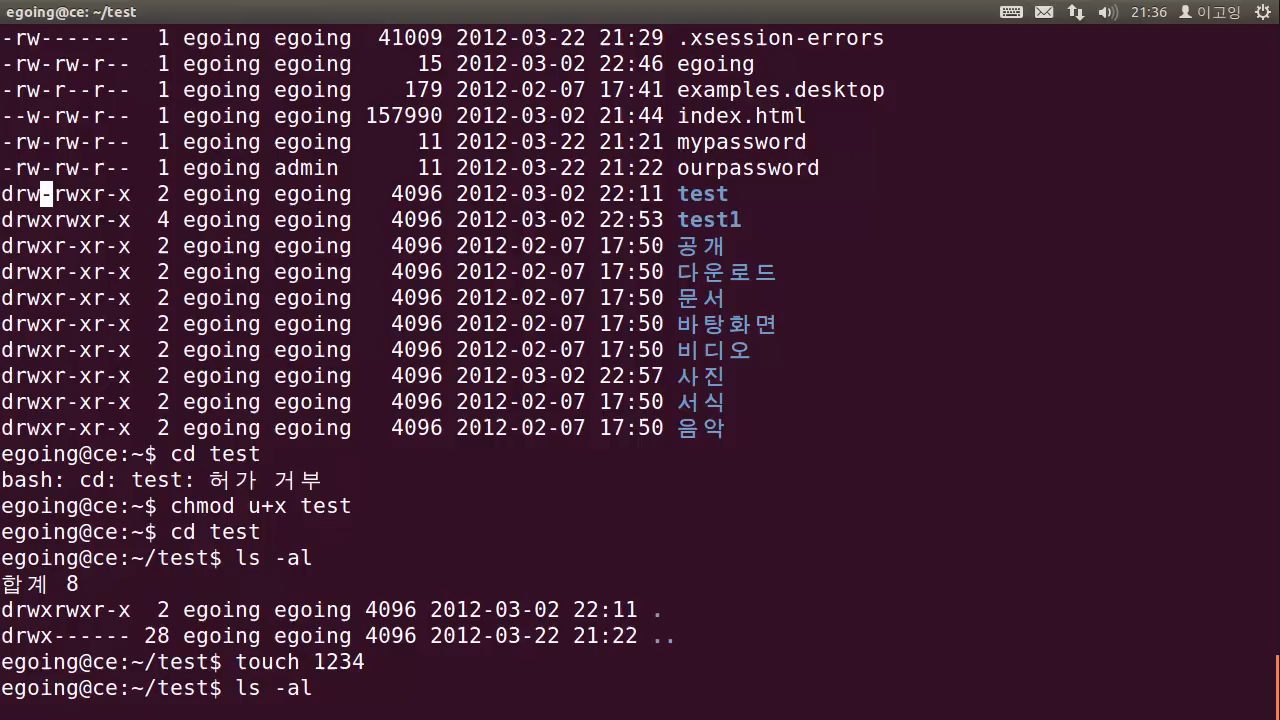 egoing@ce: ~/test 21:36 이고잉
-rw------- 1 egoing egoing 41009 2012-03-22 21:29 .xsession-errors
-rw-rw-r-- 1 egoing egoing 15 2012-03-02 22:46 egoing
-rw-r--r-- 1 egoing egoing 179 2012-02-07 17:41 examples.desktop
--w-rw-r-- 1 egoing egoing 157990 2012-03-02 21:44 index.html
-rw-rw-r-- 1 egoing egoing 11 2012-03-22 21:21 mypassword
-rw-rw-r-- 1 egoing admin 11 2012-03-22 21:22 ourpassword
drw-rwxr-x 2 egoing egoing 4096 2012-03-02 22:11 test
drwxrwxr-x 4 egoing egoing 4096 2012-03-02 22:53 test1
drwxr-xr-x 2 egoing egoing 4096 2012-02-07 17:50 공개
drwxr-xr-x 2 egoing egoing 4096 2012-02-07 17:50 다운로드
drwxr-xr-x 2 egoing egoing 4096 2012-02-07 17:50 문서
drwxr-xr-x 2 egoing egoing 4096 2012-02-07 17:50 바탕화면
drwxr-xr-x 2 egoing egoing 4096 2012-02-07 17:50 비디오
drwxr-xr-x 2 egoing egoing 4096 2012-03-02 22:57 사진
drwxr-xr-x 2 egoing egoing 4096 2012-02-07 17:50 서식
drwxr-xr-x 2 egoing egoing 4096 2012-02-07 17:50 음악
egoing@ce:~$ cd test
bash: cd: test: 허가 거부
egoing@ce:~$ chmod u+x test
egoing@ce:~$ cd test
egoing@ce:~/test$ ls -al
합계 8
drwxrwxr-x 2 egoing egoing 4096 2012-03-02 22:11 .
drwx------ 28 egoing egoing 4096 2012-03-22 21:22 ..
egoing@ce:~/test$ touch 1234
egoing@ce:~/test$ ls -al